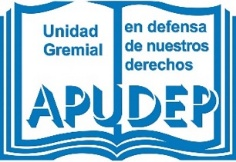 Unidad
Gremial
en defensa
de nuestros
derechos
APUDEP